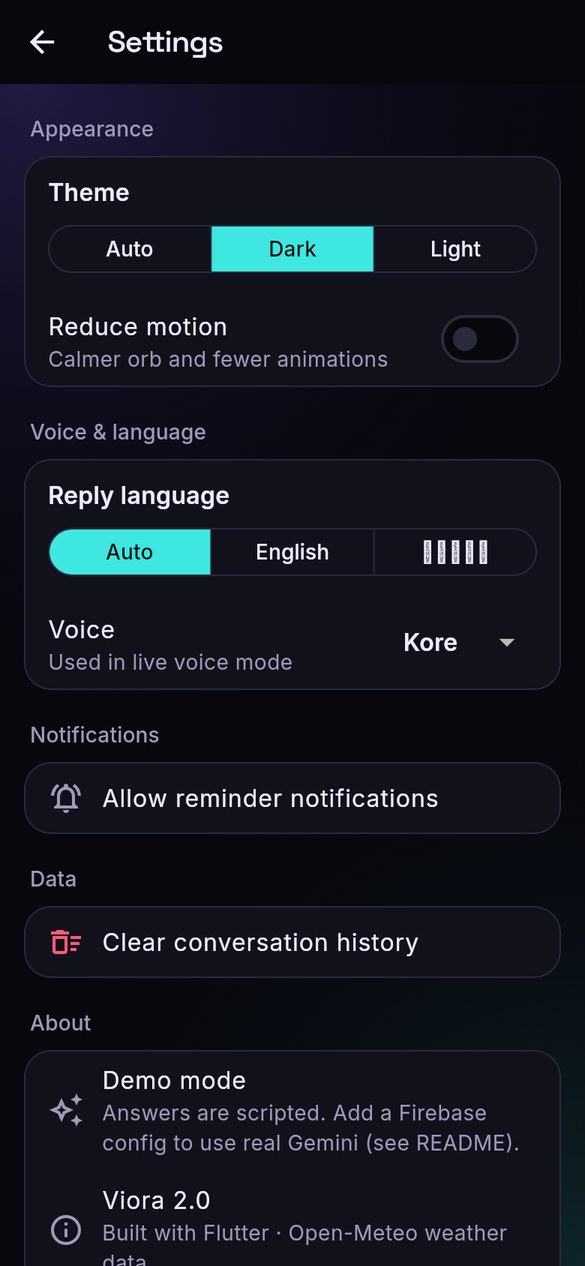 Settings
Appearance
Theme
Auto
Dark
Light
Reduce motion
Calmer orb and fewer animations
Voice & language
Reply language
Auto
English
Voice
Used in live voice mode
Kore
Notifications
Allow reminder notifications
Data
Clear conversation history
About
Demo mode
Answers are scripted. Add a Firebase
config to use real Gemini (see README).
Viora 2.0
Built with Flutter · Open-Meteo weather
data